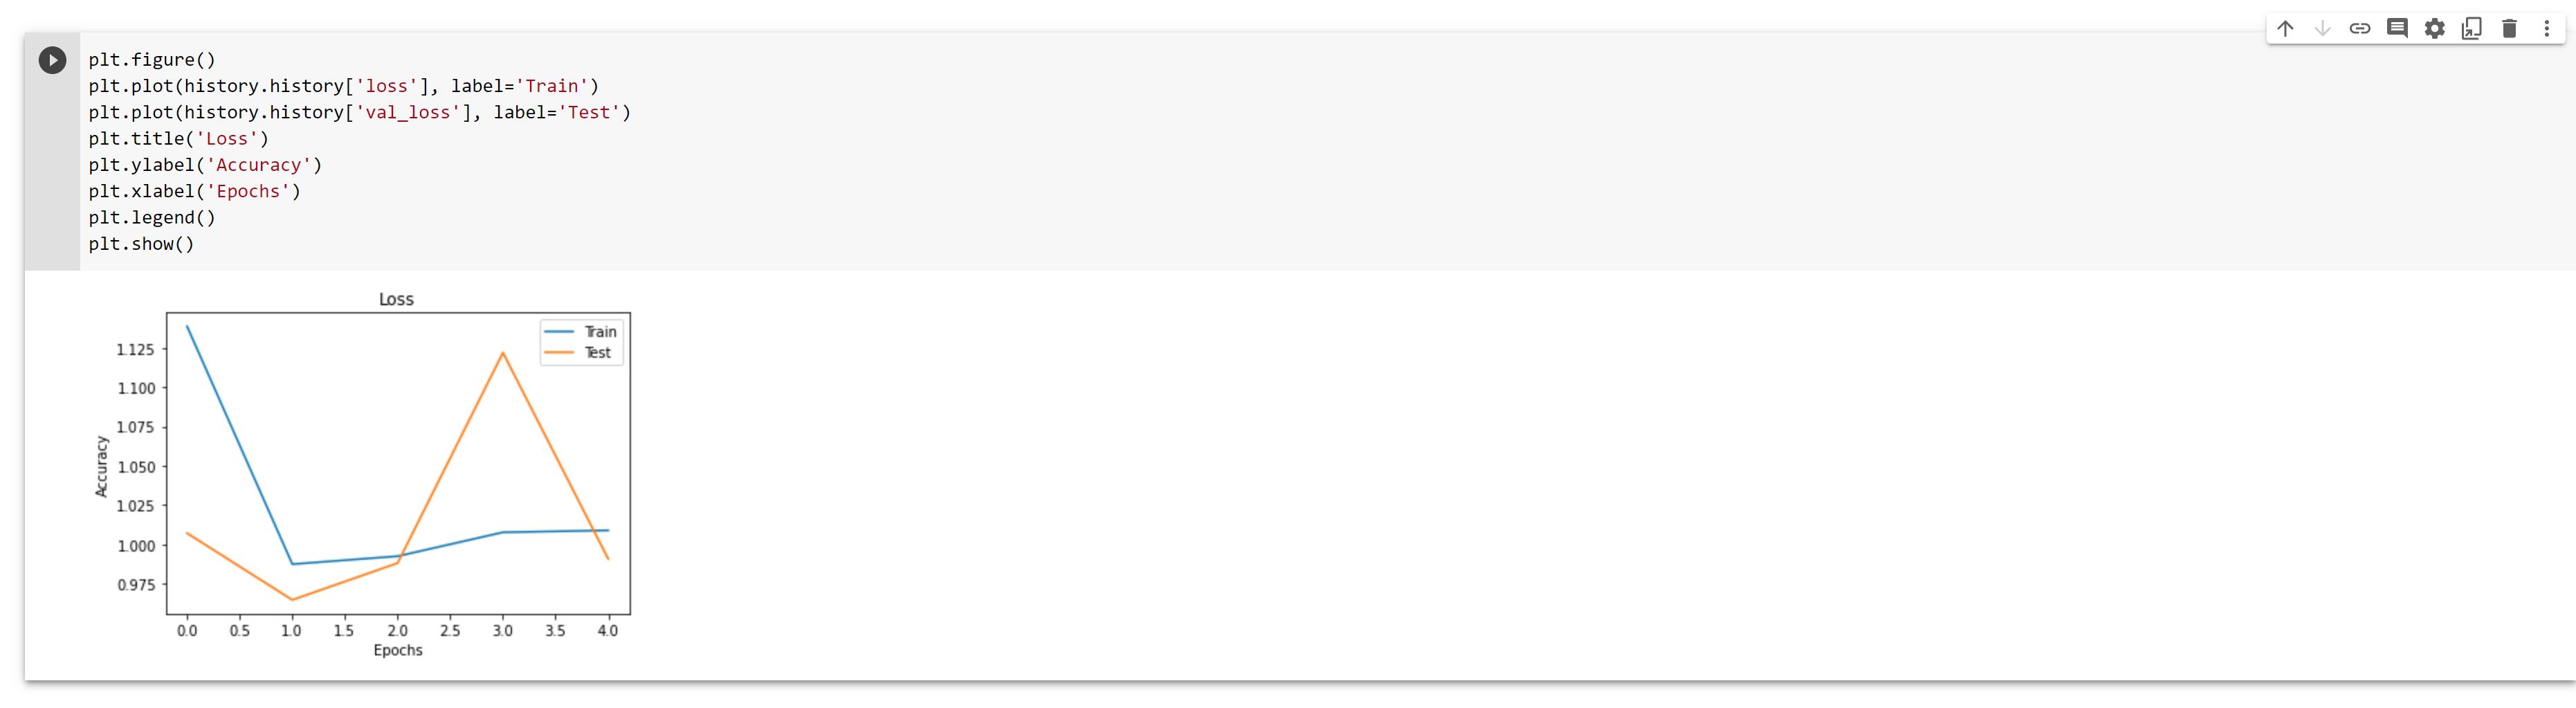 plt.figure()
plt.plot(history.history['loss'], label='Train')
plt.plot(history.history['val_loss'], label='Test')
plt.title('Loss')
plt.ylabel('Accuracy')
plt.xlabel('Epochs')
plt.legend()
plt.show()
Loss
Train
Test
1.125
1.100
1.075
1.050
1.025
1.000
0.975
Accuracy
0.0 0.5 1.0 1.5 2.0 2.5 3.0 3.5 4.0
Epochs